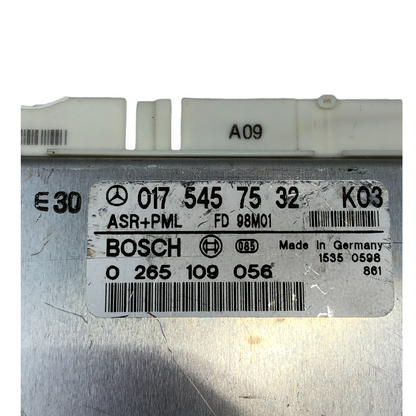 A09
E30
017 545 75 32 K03
ASR+PML FD 98M01
BOSCH 085 Made in Germany
1535 0598
0 265 109 056 861